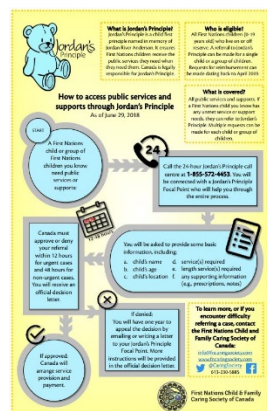 Jordan's
Principle
What is Jordan's Principle?
Jordan's Principle is a child first
principle named in memory of
Jordan River Anderson. It ensures
First Nations children receive the
public services they need when
they need them. Canada is legally
responsible for Jordan's Principle.
Who is eligible?
All First Nations children (0-19
years old), who live on or off
reserve. A referral to Jordan's
Principle can be made for a single
child or a group of children.
Requests for reimbursement can
be made dating back to April 2009.
How to access public services and
supports through Jordan's Principle
As of June 29, 2018
What is covered?
All public services and supports. If
a First Nations child you know has
any unmet service or support
needs, they can refer to Jordan's
Principle. Multiple requests can be
made for each child or group of
children.
START
A First Nations
child or group of
First Nations
children you know
need public
services or
supports
24
Call the 24-hour Jordan's Principle call
centre at 1-855-572-4453. You will
be connected with a Jordan's Principle
Focal Point who will help you through
the entire process.
12-48 hours
Canada must
approve or deny
your referral
within 12 hours
for urgent cases
and 48 hours for
non-urgent cases.
You will receive an
official decision
letter.
You will be asked to provide some basic
information, including:
a. child's name
b. child's age
c. child's location
d. service(s) required
e. length service(s) required
f. any supporting information
(e.g., prescriptions, notes)
If denied:
You will have one year to
appeal the decision by
emailing or writing a letter
to your Jordan's Principle
Focal Point. More
instructions will be provided
in the official decision letter.
If approved:
Canada will
arrange service
provision and
payment.
To learn more, or if you
encounter difficulty
referring a case, contact
the First Nations Child and
Family Caring Society of
Canada:
info@fncaringsociety.com
www.fncaringsociety.com
@CaringSociety
613-230-5885
First Nations Child & Family
Caring Society of Canada